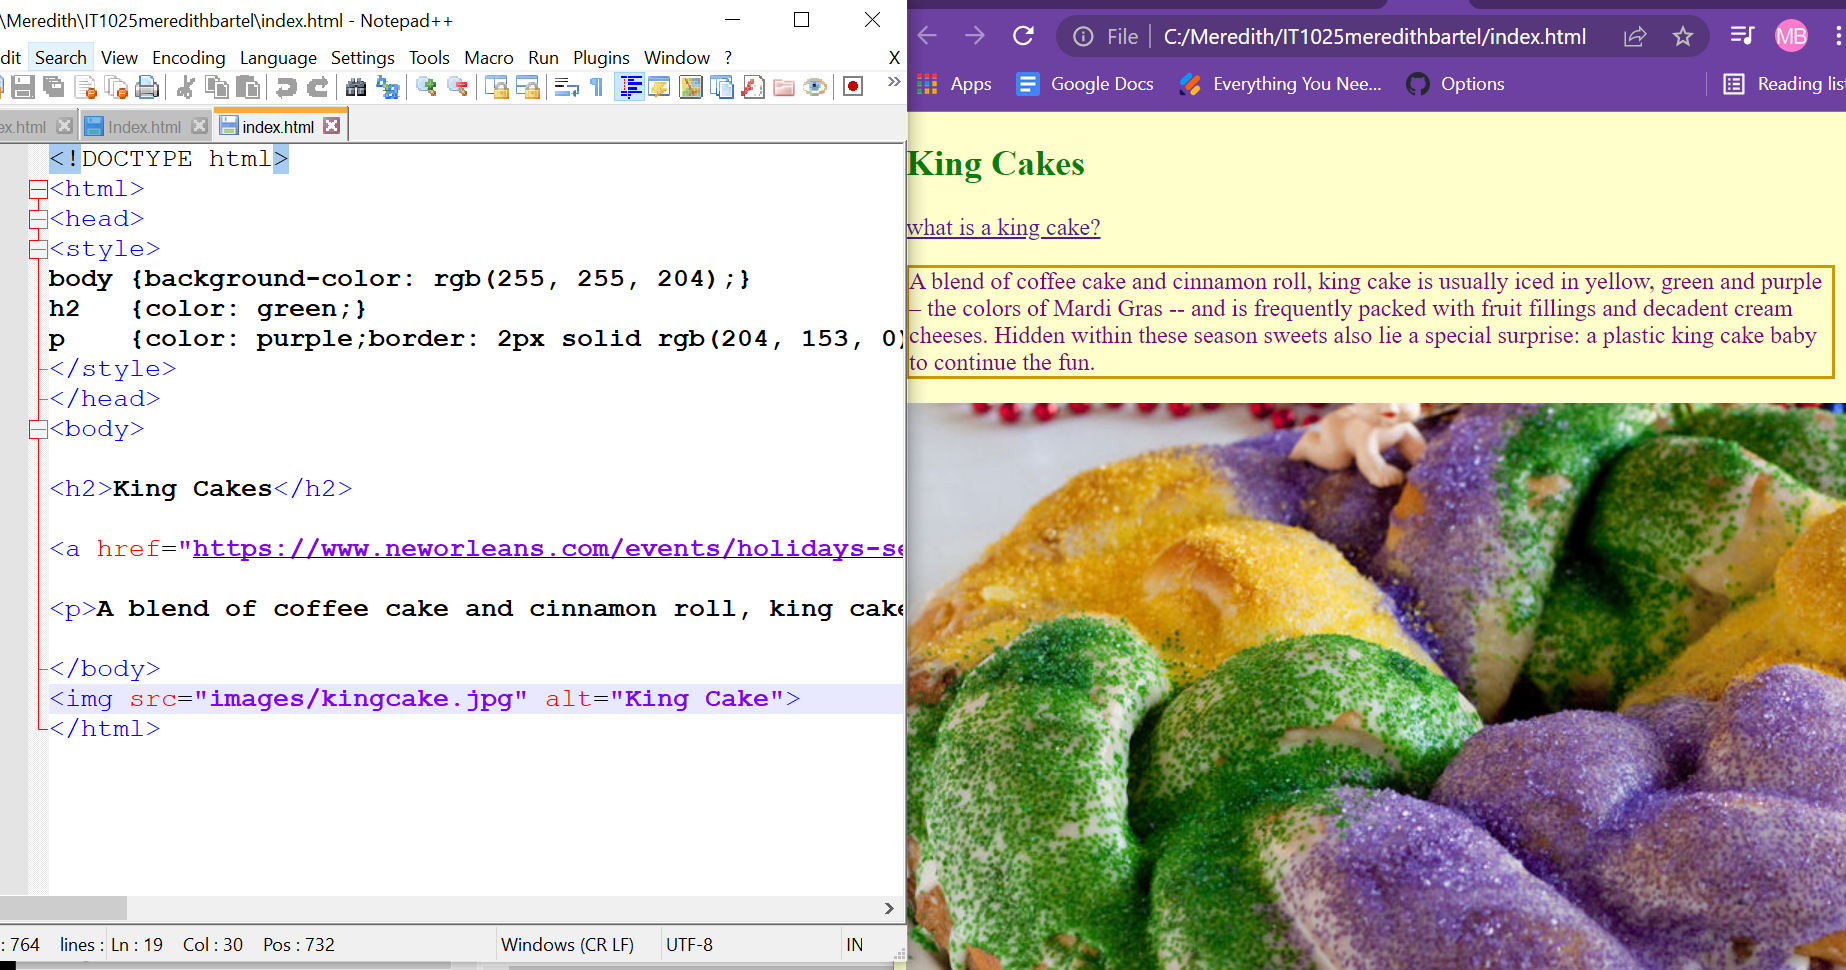 \Meredith\IT1025meredithbartel\index.html - Notepad++
dit Search View Encoding Language Settings Tools Macro Run Plugins Window ? X
ex.html Index.html index.html
<!DOCTYPE html>
<html>
<head>
<style>
body {background-color: rgb(255, 255, 204);}
h2 {color: green;}
p {color: purple;border: 2px solid rgb(204, 153, 0)
</style>
</head>
<body>
<h2>King Cakes</h2>
<a href="https://www.neworleans.com/events/holidays-se
<p>A blend of coffee cake and cinnamon roll, king cake
</body>
<img src="images/kingcake.jpg" alt="King Cake">
</html>
: 764 lines : Ln : 19 Col : 30 Pos : 732 Windows (CR LF) UTF-8 IN
File C:/Meredith/IT1025meredithbartel/index.html MB
Apps Google Docs Everything You Nee... Options Reading lis
King Cakes
what is a king cake?
A blend of coffee cake and cinnamon roll, king cake is usually iced in yellow, green and purple
– the colors of Mardi Gras -- and is frequently packed with fruit fillings and decadent cream
cheeses. Hidden within these season sweets also lie a special surprise: a plastic king cake baby
to continue the fun.